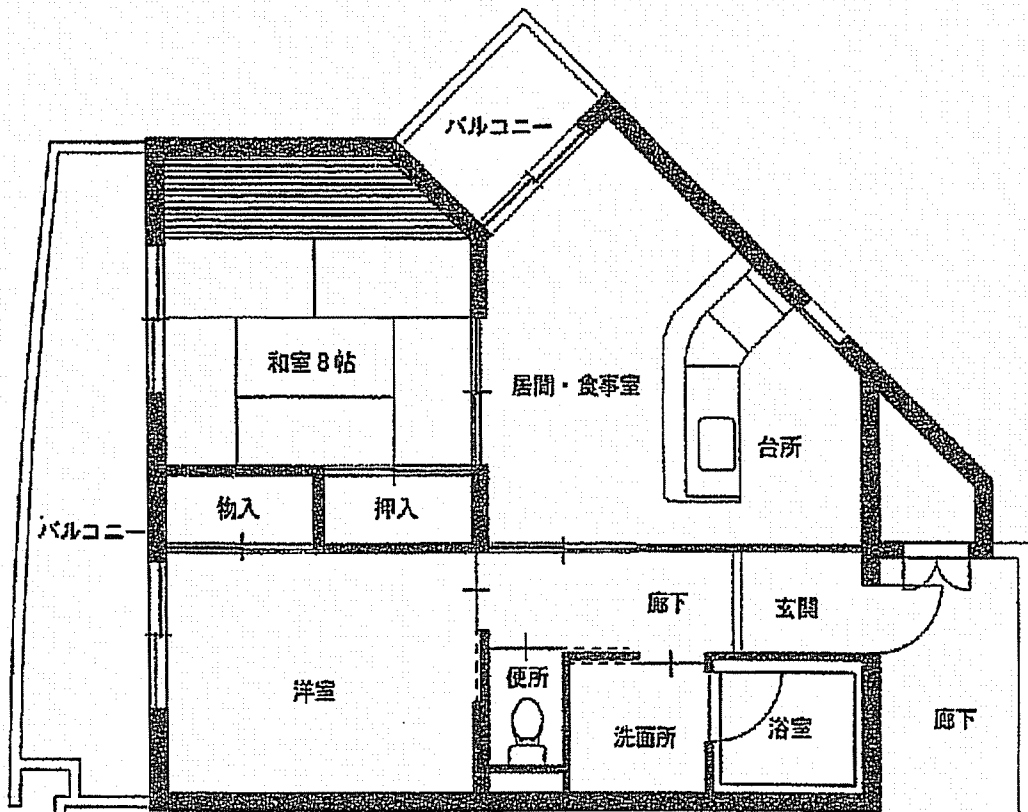 バルコニー
和室8帖
居間・食事室
台所
物入
押入
バルコニー
廊下
玄関
便所
洋室
洗面所
浴室
廊下